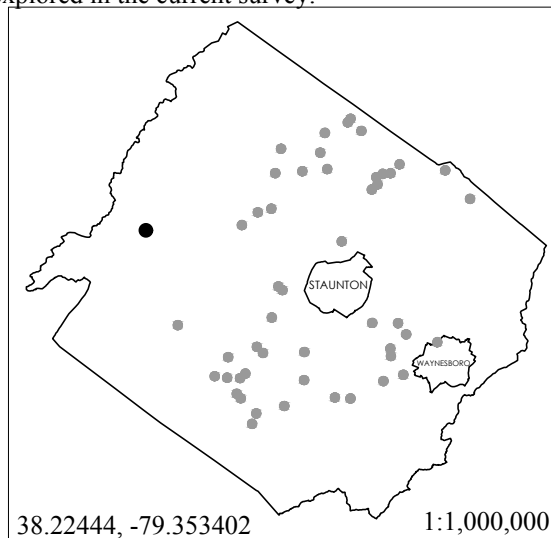 explored in the current survey.
STAUNTON
WAYNESBORO
38.22444, -79.353402
1:1,000,000